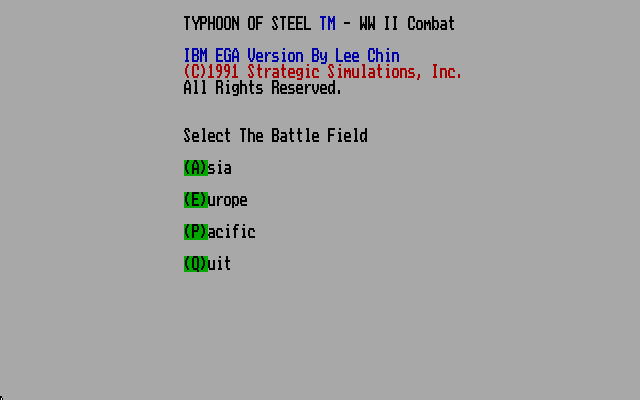 TYPHOON OF STEEL TM - WW II Combat
IBM EGA Version By Lee Chin
(C)1991 Strategic Simulations, Inc.
All Rights Reserved.
Select The Battle Field
(A)sia
(E)urope
(P)acific
(Q)uit